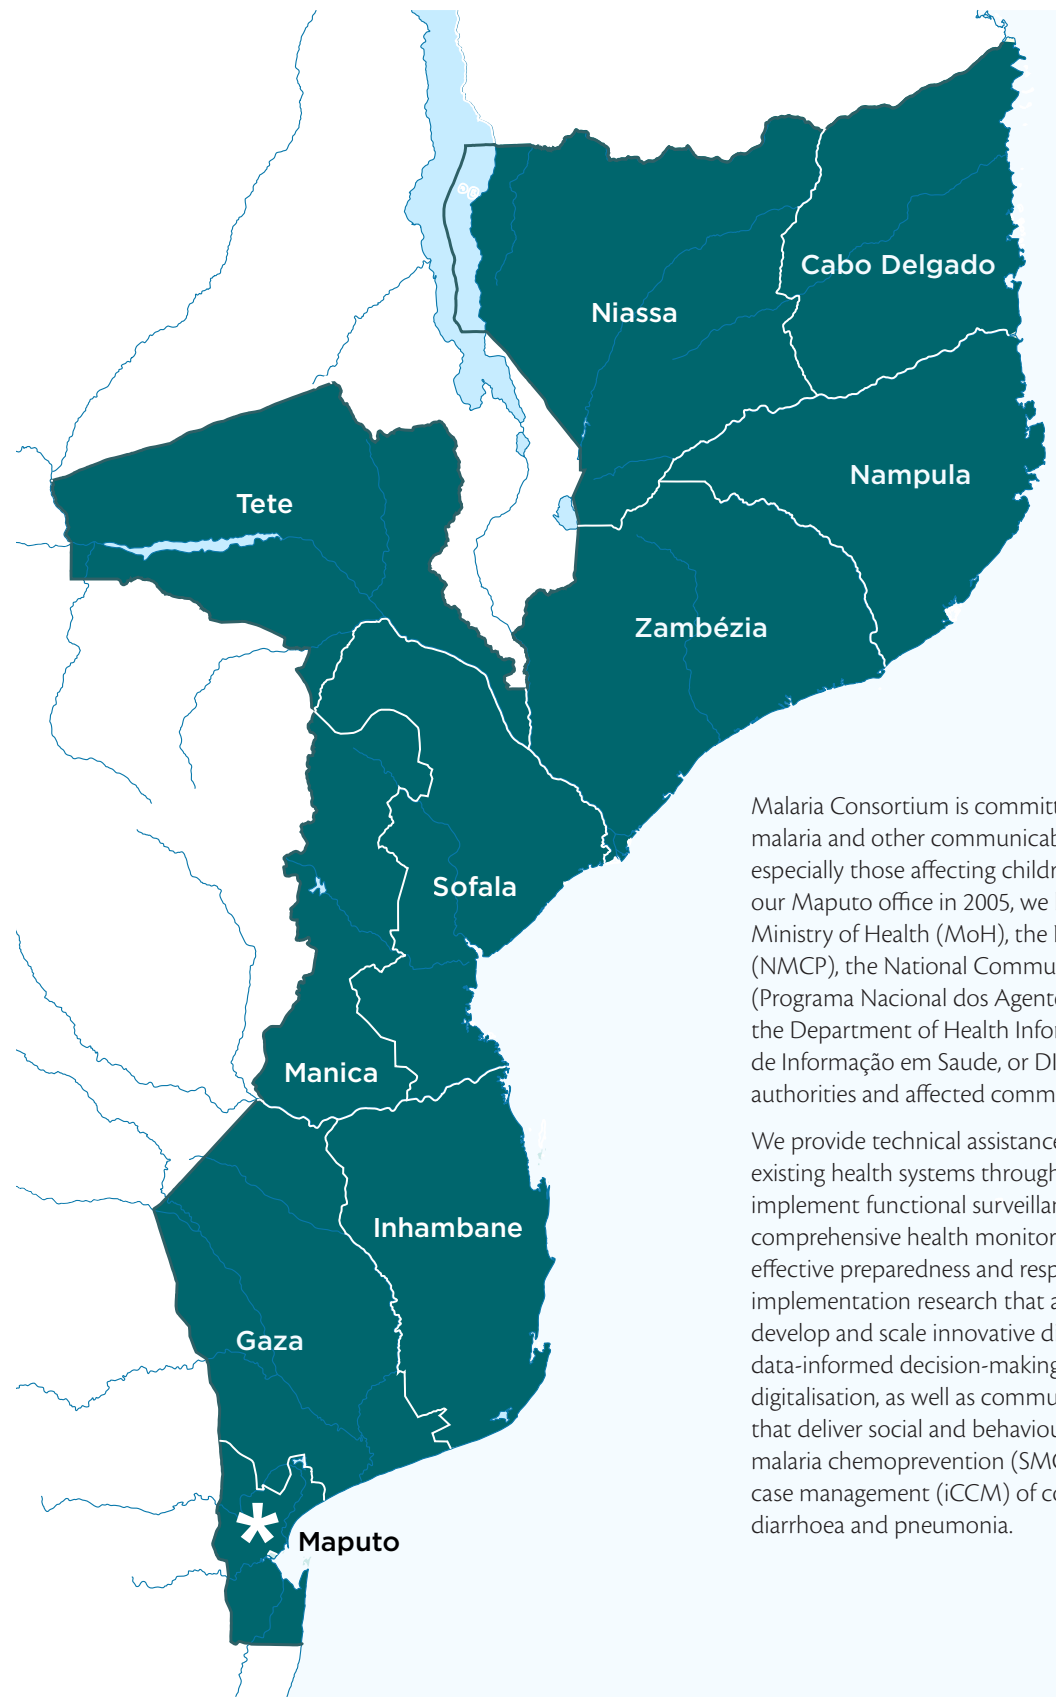 Cabo Delgado
Niassa
Nampula
Tete
Zambézia
Sofala
Manica
Inhambane
Gaza
Maputo
Malaria Consortium is committ
malaria and other communicab
especially those affecting childr
our Maputo office in 2005, we
Ministry of Health (MoH), the
(NMCP), the National Commu
(Programa Nacional dos Agent
the Department of Health Infor
de Informação em Saude, or DI
authorities and affected comm
We provide technical assistance
existing health systems through
implement functional surveillan
comprehensive health monitor
effective preparedness and resp
implementation research that a
develop and scale innovative di
data-informed decision-making
digitalisation, as well as commu
that deliver social and behaviou
malaria chemoprevention (SMC
case management (iCCM) of co
diarrhoea and pneumonia.